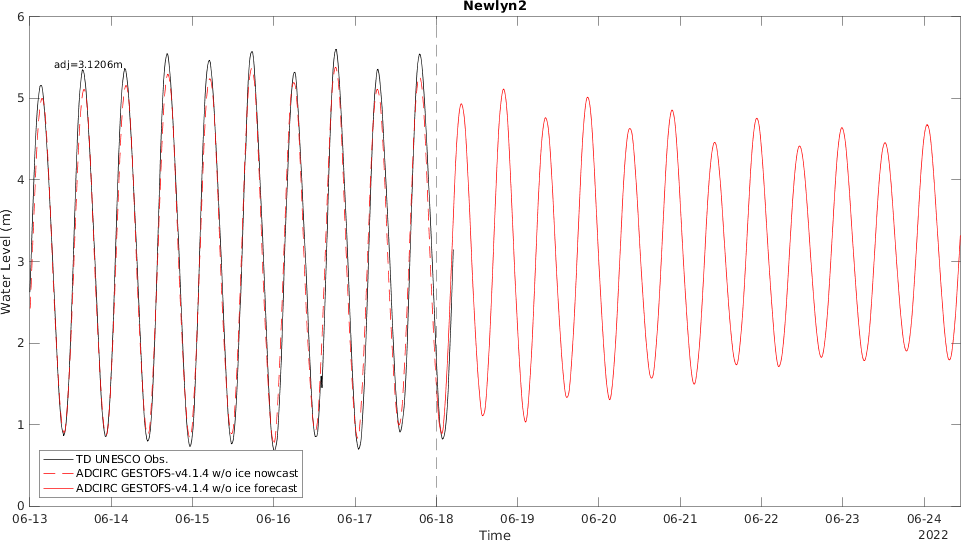 Newlyn2
adj=3.1206m
Water Level (m)
6
5
4
3
2
1
0
TD UNESCO Obs.
ADCIRC GESTOFS-v4.1.4 w/o ice nowcast
ADCIRC GESTOFS-v4.1.4 w/o ice forecast
06-13 06-14 06-15 06-16 06-17 06-18 06-19 06-20 06-21 06-22 06-23 06-24
Time
2022